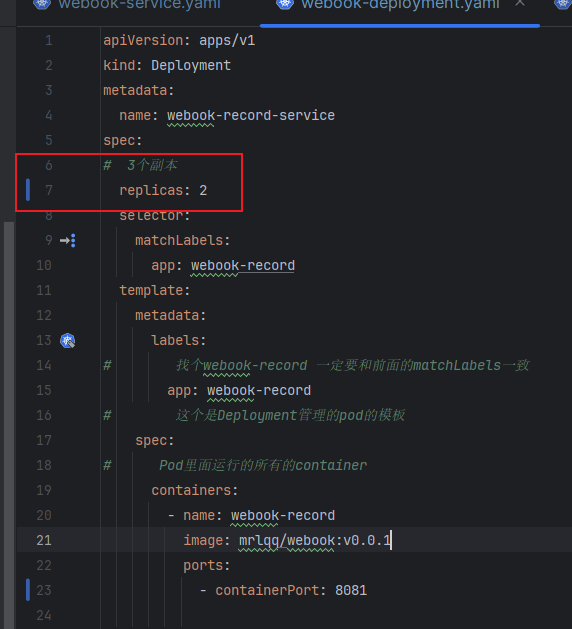 webook-service.yaml webook-deployment.yaml ×
1 apiVersion: apps/v1
2 kind: Deployment
3 metadata:
4 name: webook-record-service
5 spec:
6 # 3个副本
7 replicas: 2
8 selector:
9 matchLabels:
10 app: webook-record
11 template:
12 metadata:
13 labels:
14 # 找个webook-record 一定要和前面的matchLabels一致
15 app: webook-record
16 # 这个是Deployment管理的pod的模板
17 spec:
18 # Pod里面运行的所有的container
19 containers:
20 - name: webook-record
21 image: mrlqq/webook:v0.0.1
22 ports:
23 - containerPort: 8081
24